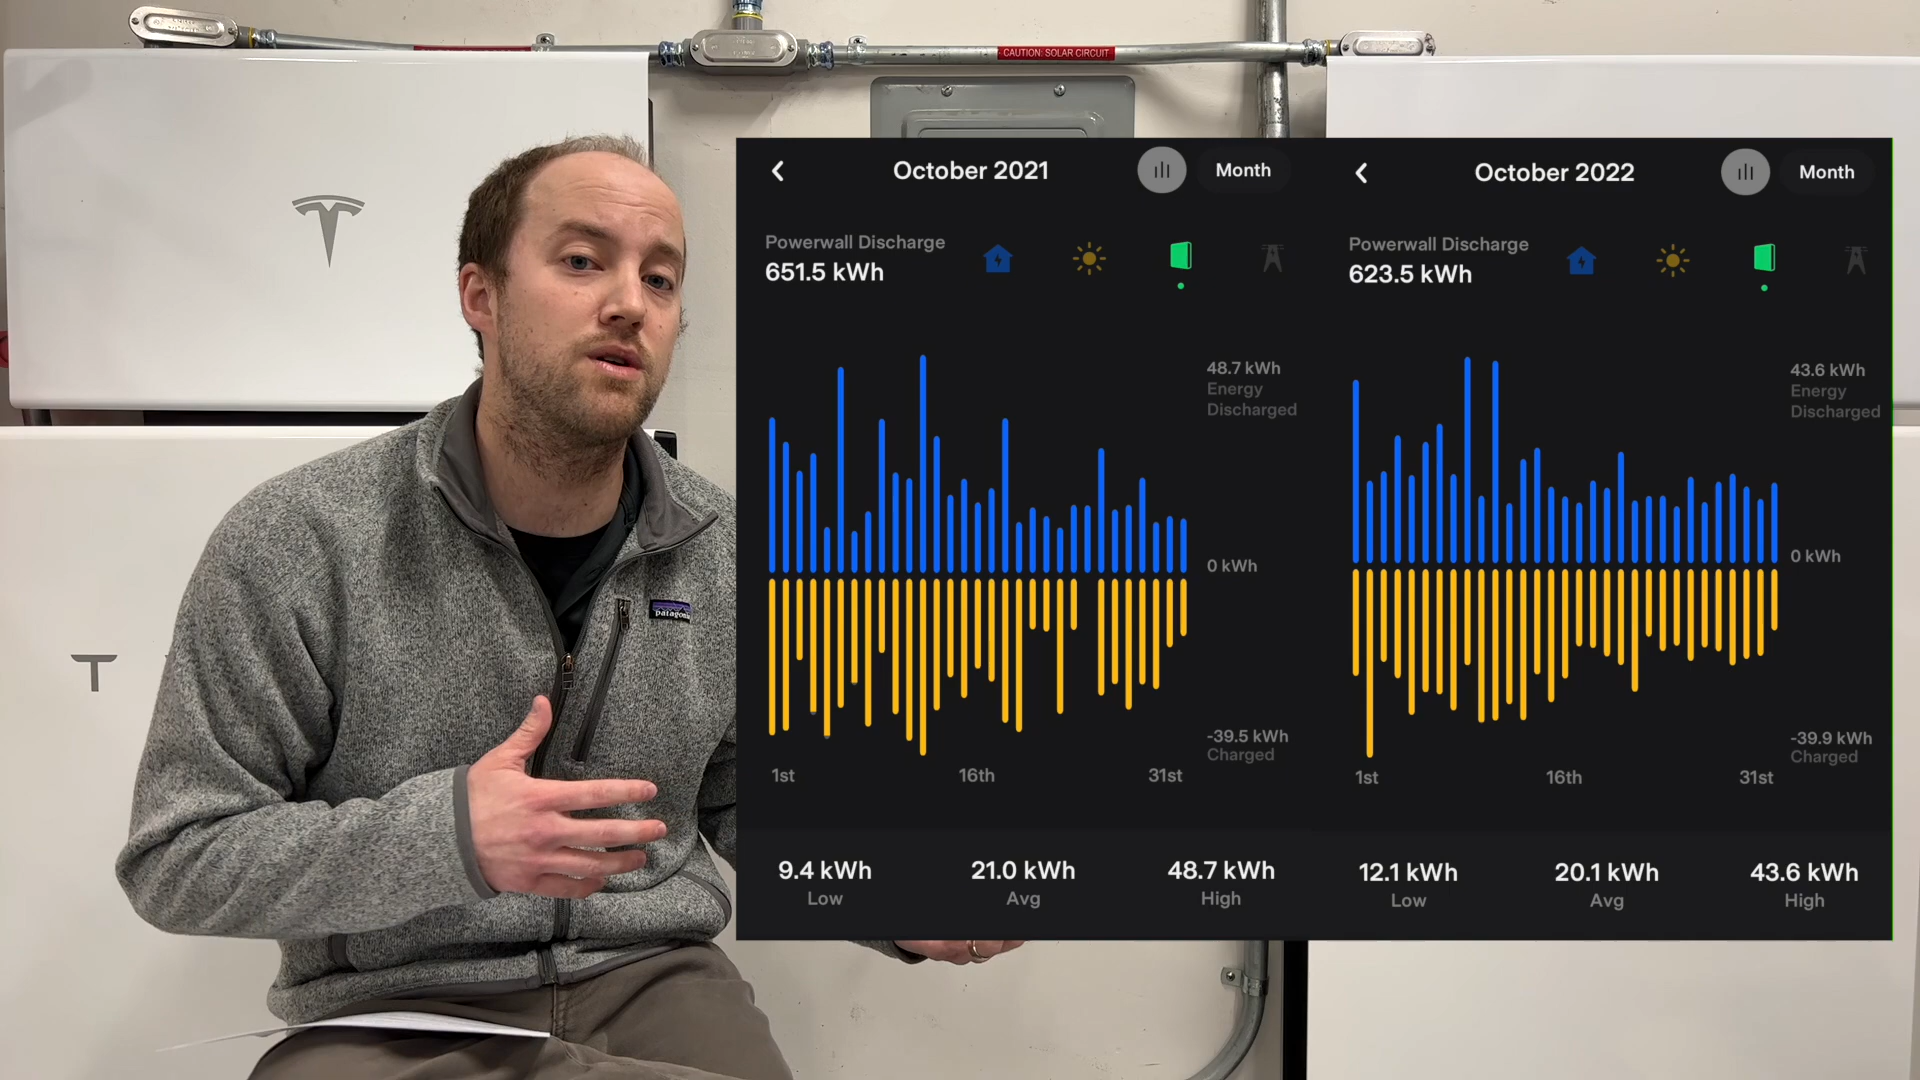 CAUTION: SOLAR CIRCUIT
October 2021
Month
Powerwall Discharge
651.5 kWh
48.7 kWh
Energy
Discharged
0 kWh
-39.5 kWh
Charged
1st
16th
31st
9.4 kWh
Low
21.0 kWh
Avg
48.7 kWh
High
October 2022
Month
Powerwall Discharge
623.5 kWh
43.6 kWh
Energy
Discharged
0 kWh
-39.9 kWh
Charged
1st
16th
31st
12.1 kWh
Low
20.1 kWh
Avg
43.6 kWh
High
patagonia
T